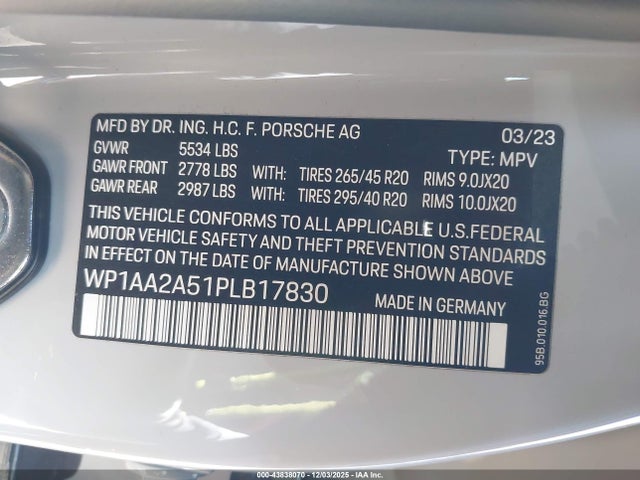 MFD BY DR. ING. H.C. F. PORSCHE AG 03/23
GVWR 5534 LBS TYPE: MPV
GAWR FRONT 2778 LBS WITH: TIRES 265/45 R20 RIMS 9.0JX20
GAWR REAR 2987 LBS WITH: TIRES 295/40 R20 RIMS 10.0JX20
THIS VEHICLE CONFORMS TO ALL APPLICABLE U.S.FEDERAL
MOTOR VEHICLE SAFETY AND THEFT PREVENTION STANDARDS
IN EFFECT ON THE DATE OF MANUFACTURE SHOWN ABOVE
WP1AA2A51PLB17830 MADE IN GERMANY
95B.010.016.BG
© - 43838070 - 12/03/2025 - IAA Inc.